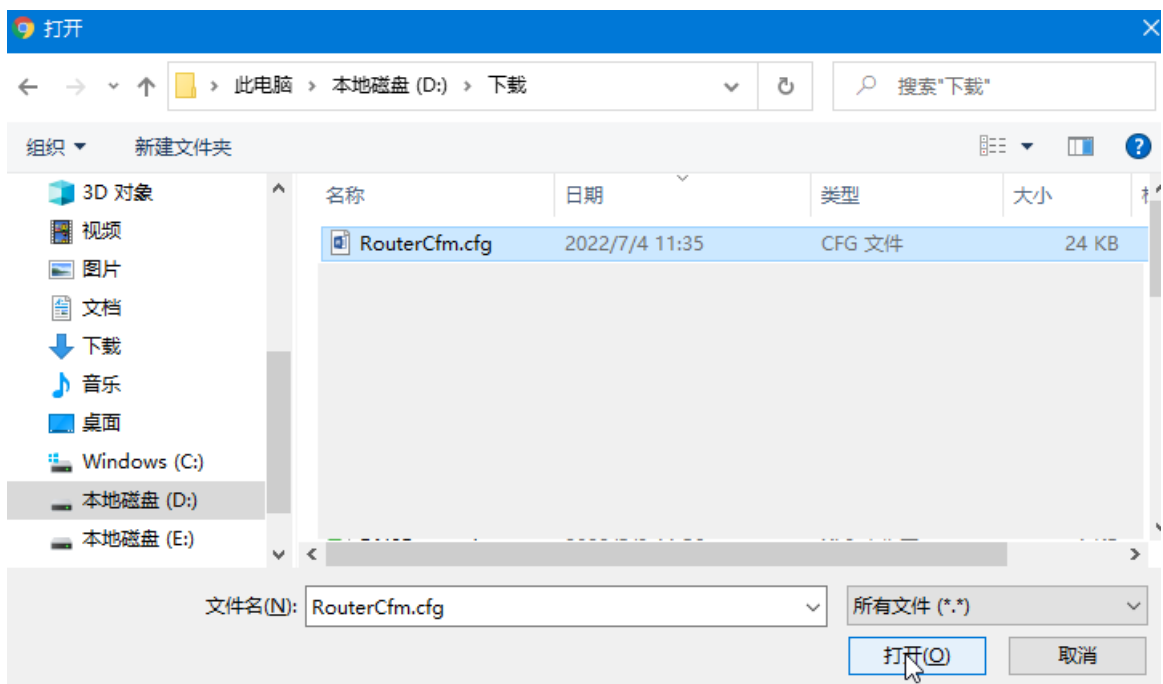 打开
此电脑 > 本地磁盘 (D:) > 下载
搜索"下载"
组织 新建文件夹
3D 对象
视频
图片
文档
下载
音乐
桌面
Windows (C:)
本地磁盘 (D:)
本地磁盘 (E:)
名称 日期 类型 大小
RouterCfm.cfg 2022/7/4 11:35 CFG 文件 24 KB
文件名(N): RouterCfm.cfg 所有文件 (*.*)
打开(O) 取消